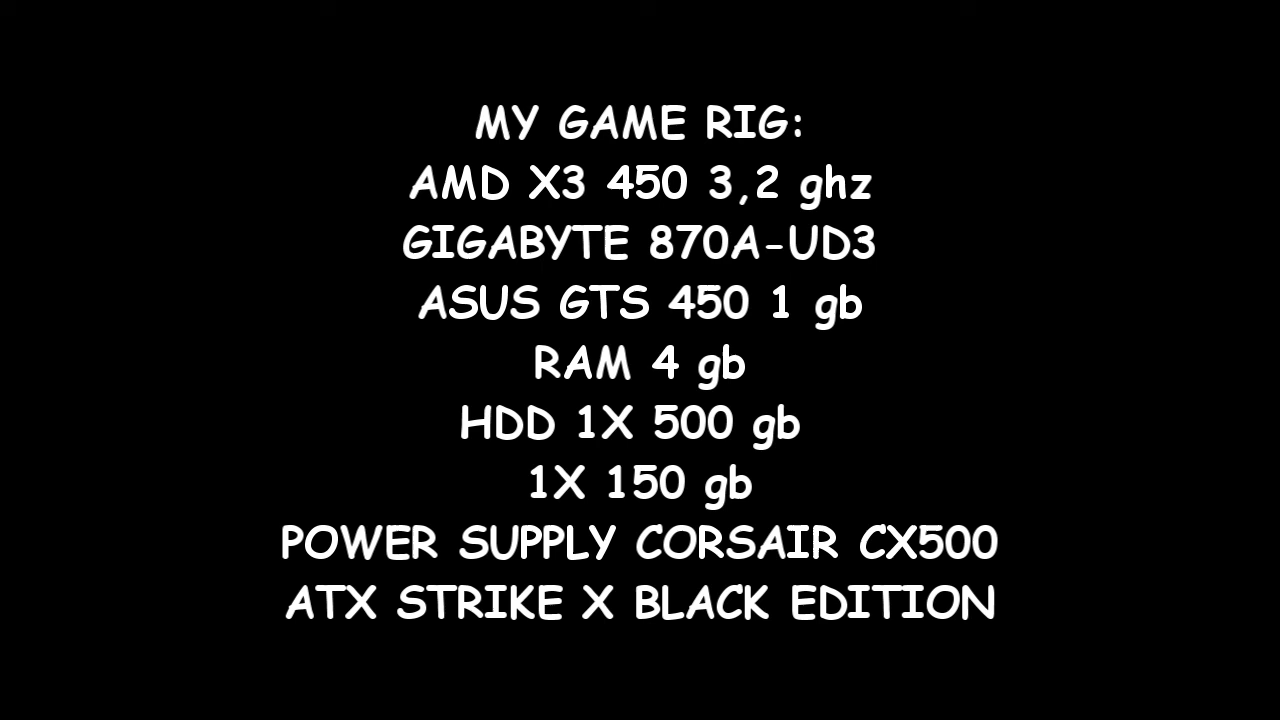 MY GAME RIG:
AMD X3 450 3,2 ghz
GIGABYTE 870A-UD3
ASUS GTS 450 1 gb
RAM 4 gb
HDD 1X 500 gb
1X 150 gb
POWER SUPPLY CORSAIR CX500
ATX STRIKE X BLACK EDITION